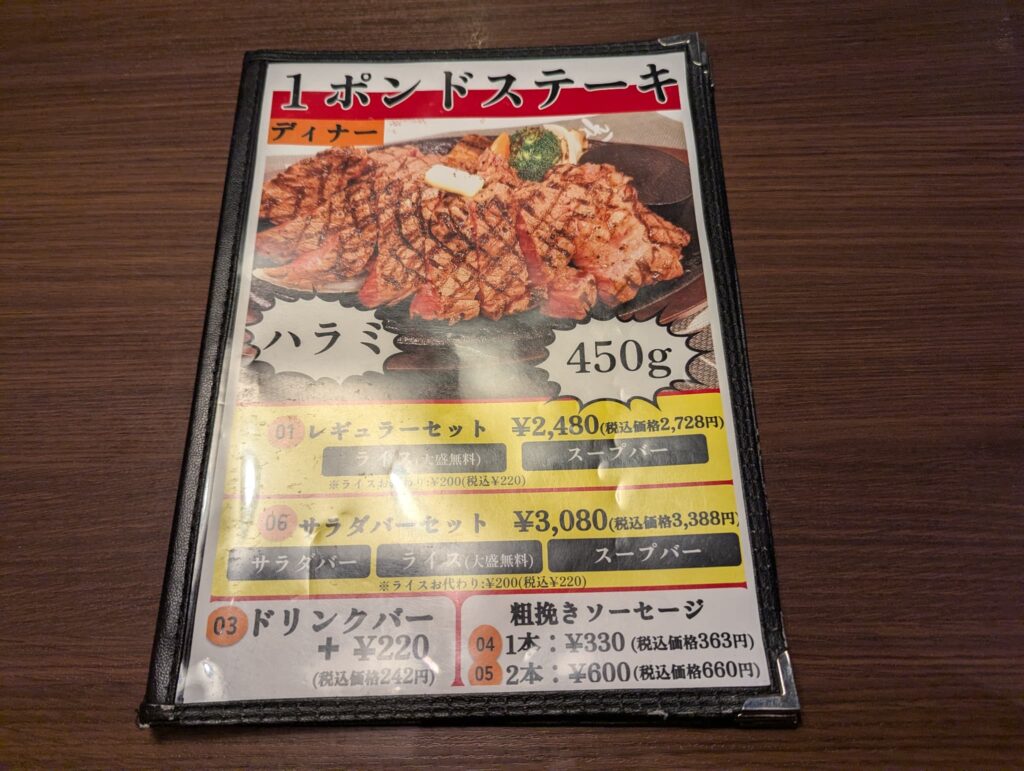 1 ポンドステーキ
ディナー
ハラミ
450g
01 レギュラーセット ¥2,480(税込価格2,728円)
ライス(大盛無料) スープバー
※ライスお代わり:¥200(税込¥220)
06 サラダバーセット ¥3,080(税込価格3,388円)
サラダバー ライス(大盛無料) スープバー
※ライスお代わり:¥200(税込¥220)
03 ドリンクバー
+ ¥220
(税込価格242円)
粗挽きソーセージ
04 1本:¥330 (税込価格363円)
05 2本:¥600(税込価格660円)